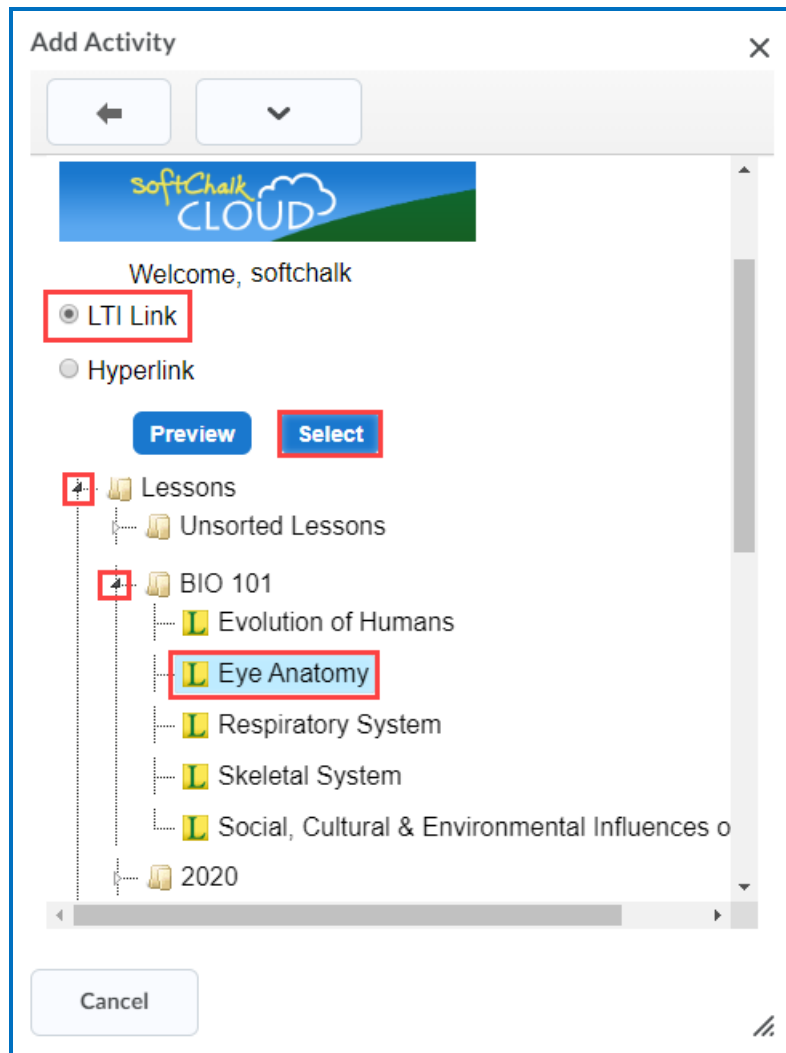 Add Activity
softChalk
CLOUD
Welcome, softchalk
LTI Link
Hyperlink
Preview Select
Lessons
Unsorted Lessons
BIO 101
L Evolution of Humans
L Eye Anatomy
L Respiratory System
L Skeletal System
L Social, Cultural & Environmental Influences o
2020
Cancel